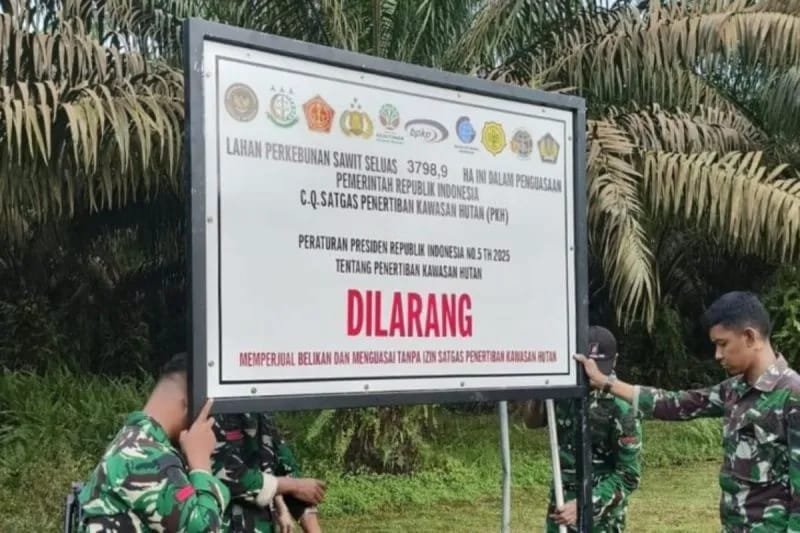 bpkp
LAHAN PERKEBUNAN SAWIT SELUAS 3798,9 HA INI DALAM PENGUASAAN
PEMERINTAH REPUBLIK INDONESIA
C.Q.SATGAS PENERTIBAN KAWASAN HUTAN (PKH)
PERATURAN PRESIDEN REPUBLIK INDONESIA NO.5 TH 2025
TENTANG PENERTIBAN KAWASAN HUTAN
DILARANG
MEMPERJUAL BELIKAN DAN MENGUASAI TANPA IZIN SATGAS PENERTIBAN KAWASAN HUTAN